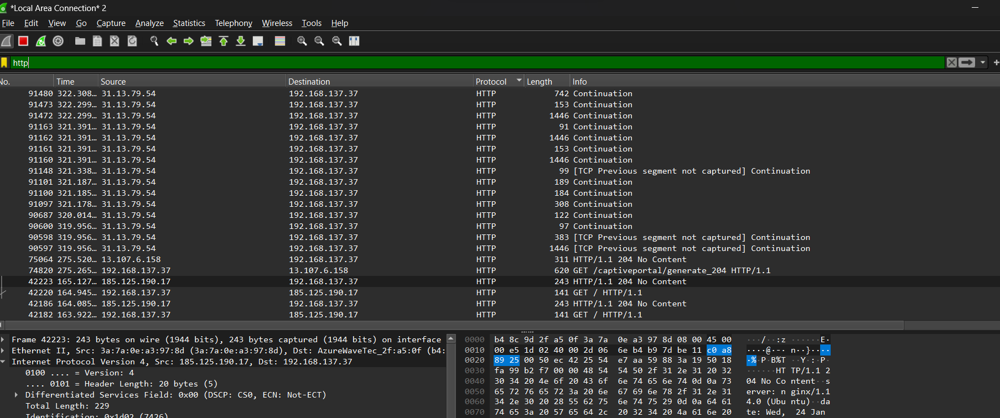 *Local Area Connection* 2
File Edit View Go Capture Analyze Statistics Telephony Wireless Tools Help
http
No. Time Source Destination Protocol Length Info
91480 322.308… 31.13.79.54 192.168.137.37 HTTP 742 Continuation
91473 322.299… 31.13.79.54 192.168.137.37 HTTP 153 Continuation
91472 322.299… 31.13.79.54 192.168.137.37 HTTP 1446 Continuation
91163 321.391… 31.13.79.54 192.168.137.37 HTTP 91 Continuation
91162 321.391… 31.13.79.54 192.168.137.37 HTTP 1446 Continuation
91161 321.391… 31.13.79.54 192.168.137.37 HTTP 153 Continuation
91160 321.391… 31.13.79.54 192.168.137.37 HTTP 1446 Continuation
91148 321.338… 31.13.79.54 192.168.137.37 HTTP 99 [TCP Previous segment not captured] Continuation
91101 321.187… 31.13.79.54 192.168.137.37 HTTP 189 Continuation
91100 321.185… 31.13.79.54 192.168.137.37 HTTP 184 Continuation
91097 321.178… 31.13.79.54 192.168.137.37 HTTP 308 Continuation
90687 320.014… 31.13.79.54 192.168.137.37 HTTP 122 Continuation
90600 319.956… 31.13.79.54 192.168.137.37 HTTP 97 Continuation
90598 319.956… 31.13.79.54 192.168.137.37 HTTP 383 [TCP Previous segment not captured] Continuation
90597 319.956… 31.13.79.54 192.168.137.37 HTTP 1446 [TCP Previous segment not captured] Continuation
75064 275.520… 13.107.6.158 192.168.137.37 HTTP 311 HTTP/1.1 204 No Content
74820 275.265… 192.168.137.37 13.107.6.158 HTTP 620 GET /captiveportal/generate_204 HTTP/1.1
42223 165.127… 185.125.190.17 192.168.137.37 HTTP 243 HTTP/1.1 204 No Content
42220 164.945… 192.168.137.37 185.125.190.17 HTTP 141 GET / HTTP/1.1
42186 164.085… 185.125.190.17 192.168.137.37 HTTP 243 HTTP/1.1 204 No Content
42182 163.922… 192.168.137.37 185.125.190.17 HTTP 141 GET / HTTP/1.1
Frame 42223: 243 bytes on wire (1944 bits), 243 bytes captured (1944 bits) on interface
Ethernet II, Src: 3a:7a:0e:a3:97:8d (3a:7a:0e:a3:97:8d), Dst: AzureWaveTec_2f:a5:0f (b4:
Internet Protocol Version 4, Src: 185.125.190.17, Dst: 192.168.137.37
0100 .... = Version: 4
.... 0101 = Header Length: 20 bytes (5)
Differentiated Services Field: 0x00 (DSCP: CS0, ECN: Not-ECT)
Total Length: 229
Identification: 0x1d02 (7426)
0000 b4 8c 9d 2f a5 0f 3a 7a 0e a3 97 8d 08 00 45 00 ···/··:z ······E·
0010 00 e5 1d 02 40 00 2d 06 6e b4 b9 7d be 11 c0 a8 ····@·-· n··}····
0020 89 25 00 50 ec 42 25 54 e7 aa 59 88 3a 19 50 18 ·%·P·B%T ··Y·:·P·
0030 fa 99 b2 f7 00 00 48 54 54 50 2f 31 2e 31 20 32 ······HT TP/1.1 2
0040 30 34 20 4e 6f 20 43 6f 6e 74 65 6e 74 0d 0a 73 04 No Co ntent··s
0050 65 72 76 65 72 3a 20 6e 67 69 6e 78 2f 31 2e 31 erver: n ginx/1.1
0060 34 2e 30 20 28 55 62 75 6e 74 75 29 0d 0a 64 61 4.0 (Ubu ntu)··da
0070 74 65 3a 20 57 65 64 2c 20 32 34 20 4a 61 6e 20 te: Wed, 24 Jan